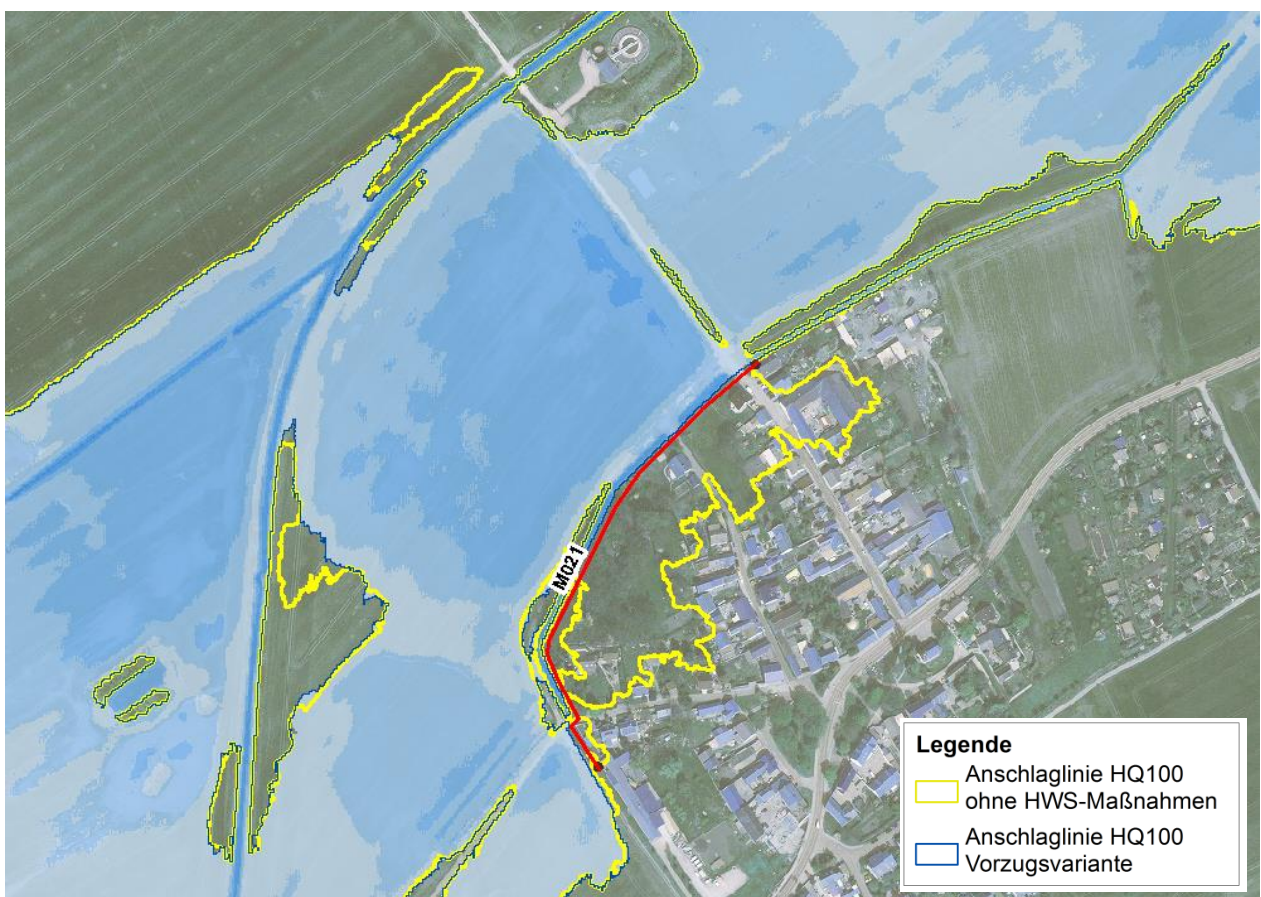 M021
Legende
Anschlaglinie HQ100
ohne HWS-Maßnahmen
Anschlaglinie HQ100
Vorzugsvariante